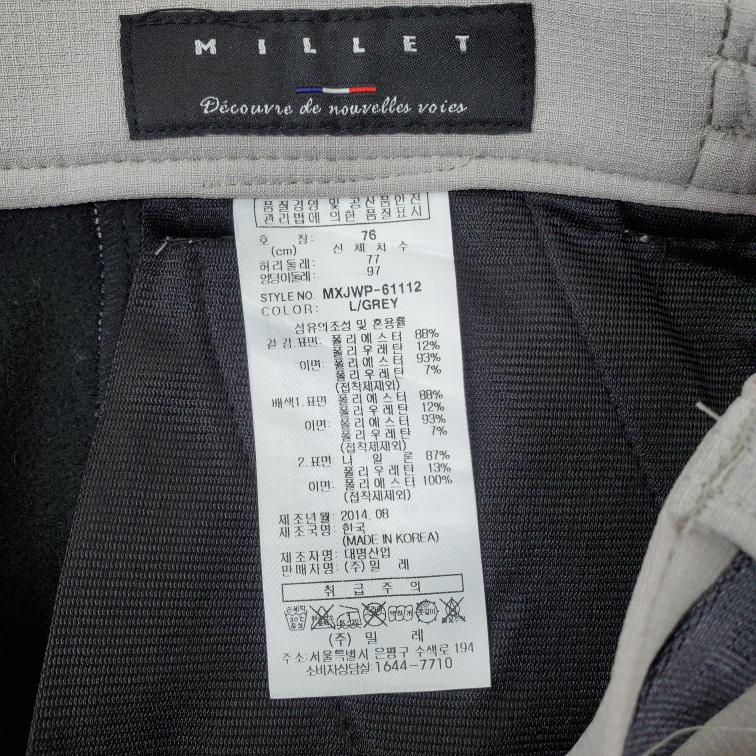 MILLET
Découvre de nouvelles voies
품질경영 및 공산품안전
관리법에 의한 품질표시
호 칭: 76
(cm) 신 체 치 수
허리둘레: 77
엉덩이둘레: 97
STYLE NO. MXJWP-61112
COLOR: L/GREY
섬유의조성 및 혼용률
겉감.표면: 폴리에스터 88%
폴리우레탄 12%
이면: 폴리에스터 93%
폴리우레탄 7%
(접착제제외)
배색1.표면 폴리에스터 88%
폴리우레탄 12%
이면: 폴리에스터 93%
폴리우레탄 7%
(접착제제외)
2.표면 나 일 론 87%
폴리우레탄 13%
이면: 폴리에스터 100%
(접착제제외)
제조년월: 2014. 08
제조국명: 한국
(MADE IN KOREA)
제조자명: 대명산업
판매자명: (주)밀 레
취 급 주 의
손세탁
30℃
중성
(주) 밀 레
주소:서울특별시 은평구 수색로 194
소비자상담실:1644-7710